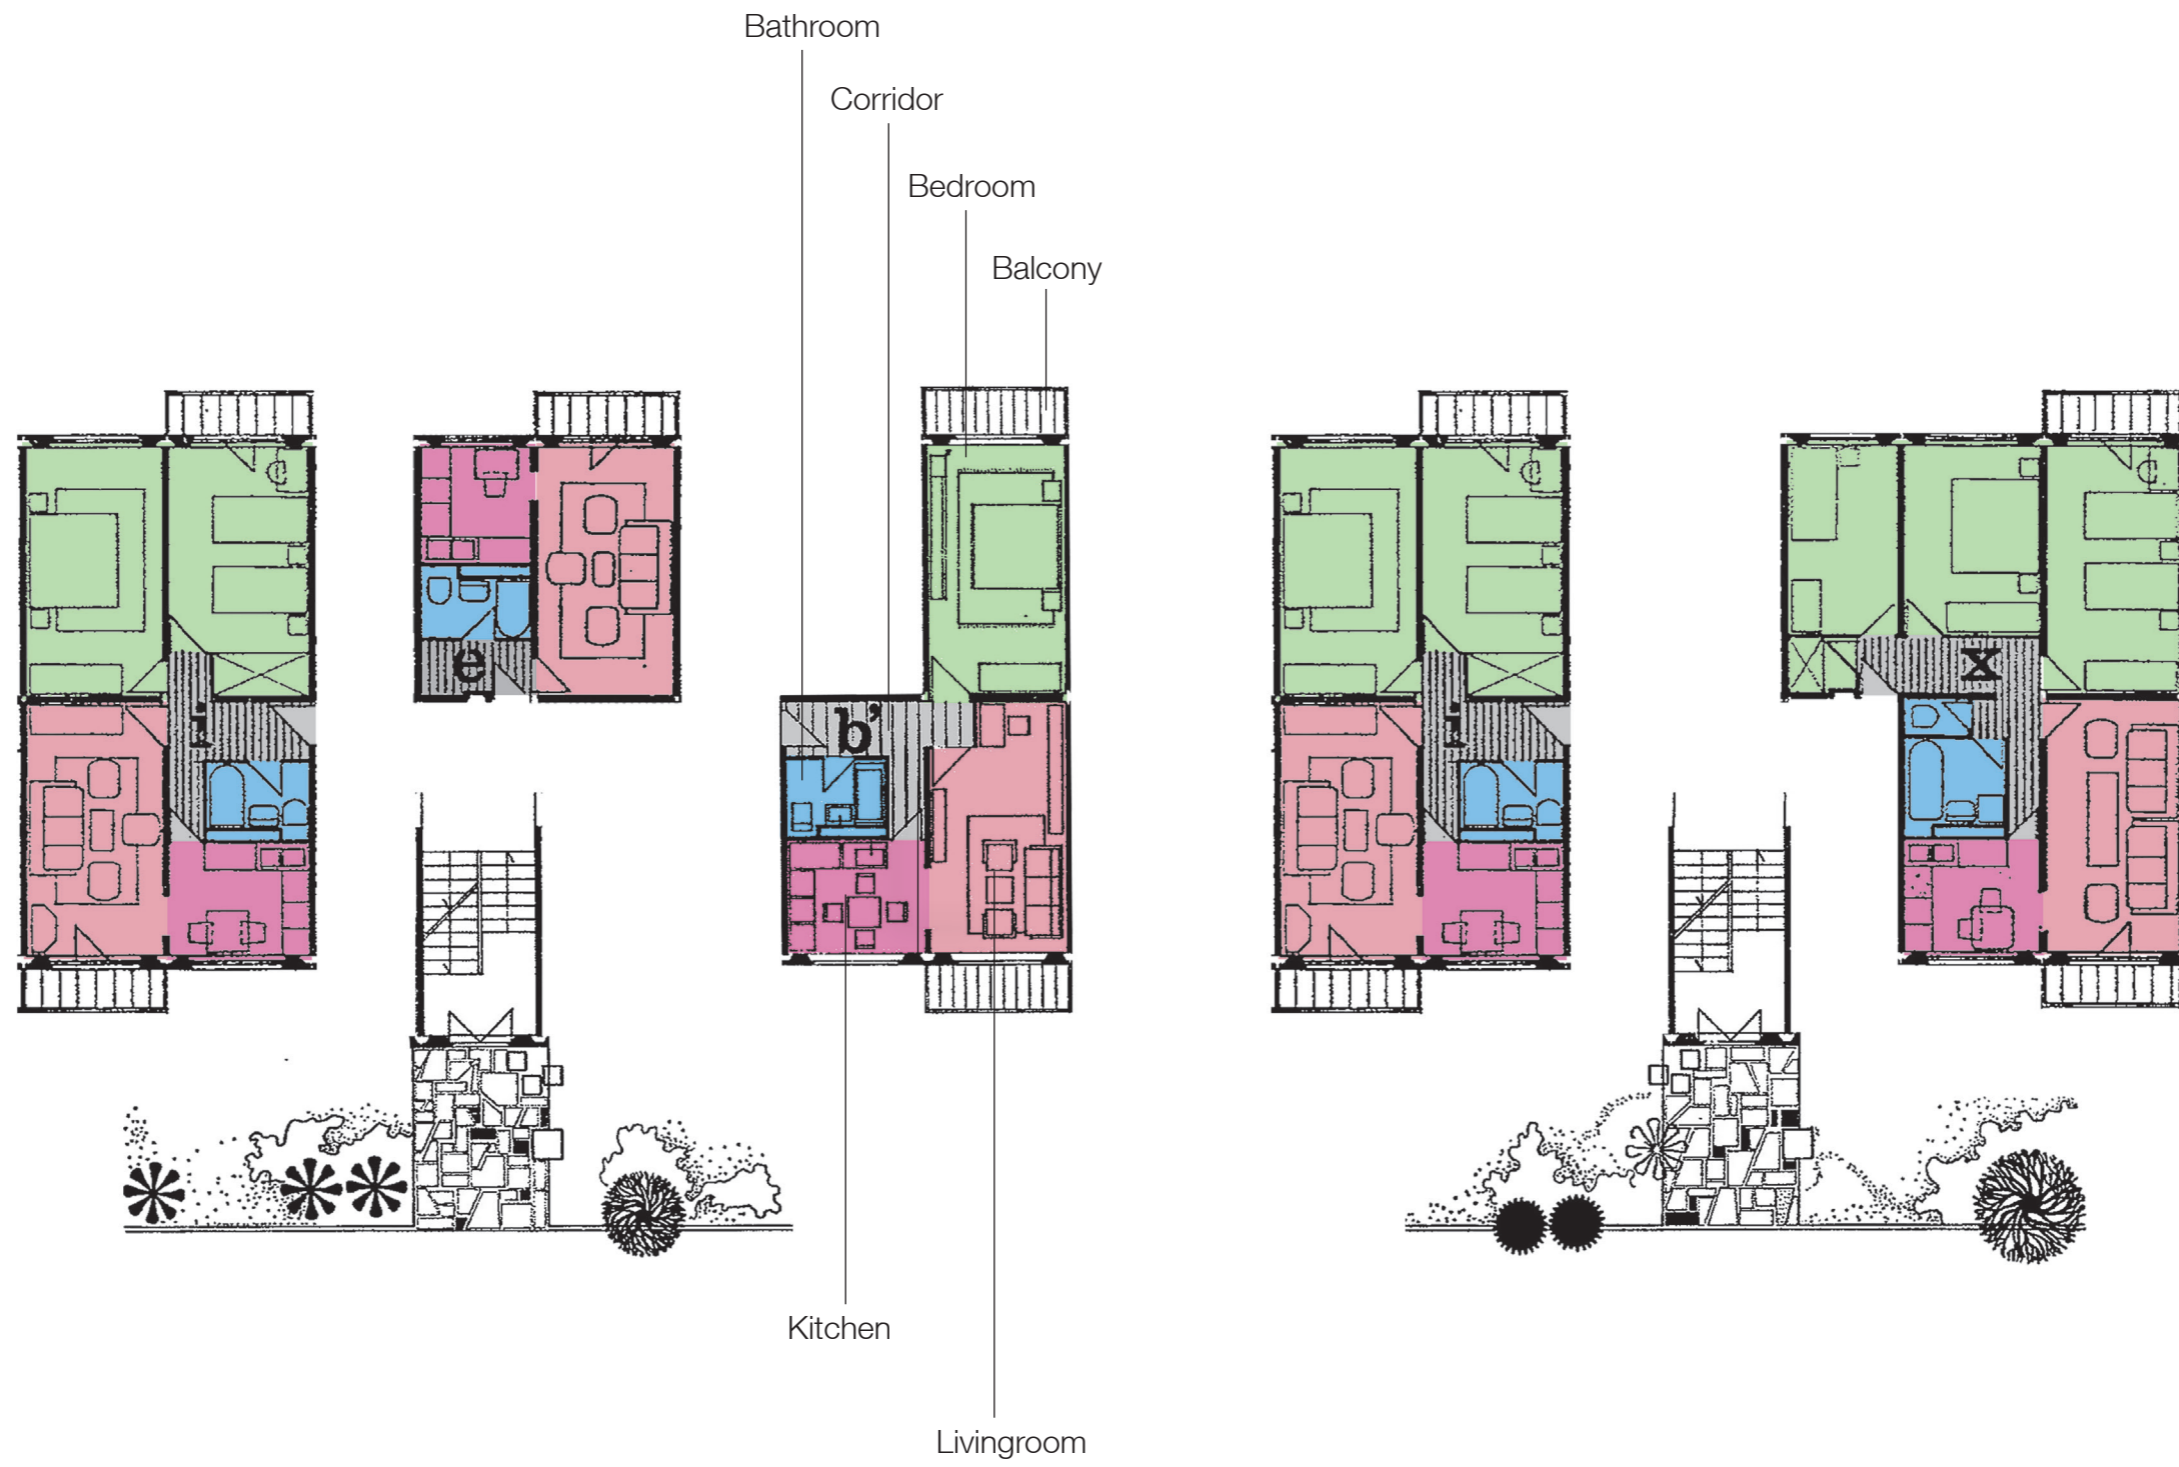 Bathroom
Corridor
Bedroom
Balcony
e
x
i
b'
i
Kitchen
Livingroom